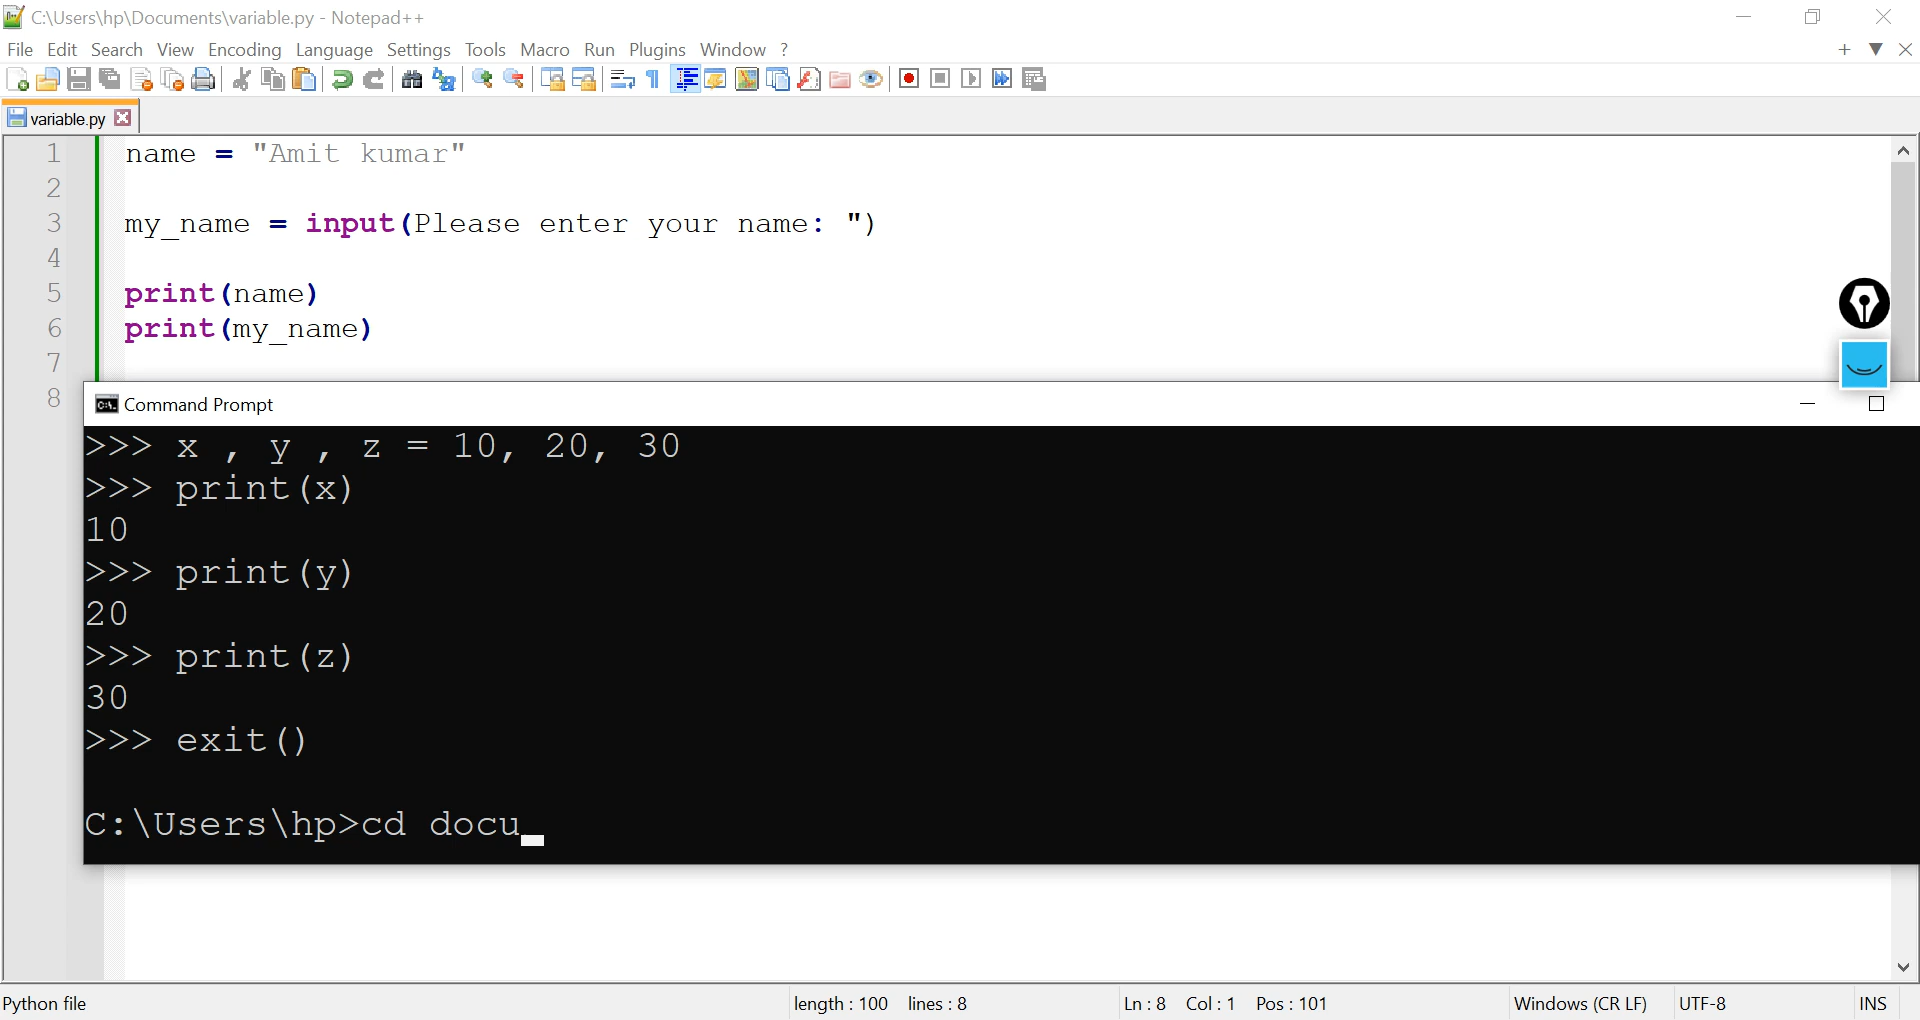 C:\Users\hp\Documents\variable.py - Notepad++
File Edit Search View Encoding Language Settings Tools Macro Run Plugins Window ?
variable.py
1 name = "Amit kumar"
2
3 my_name = input(Please enter your name: ")
4
5 print(name)
6 print(my_name)
7
8
Command Prompt
>>> x , y , z = 10, 20, 30
>>> print(x)
10
>>> print(y)
20
>>> print(z)
30
>>> exit()
C:\Users\hp>cd docu_
Python file length : 100 lines : 8 Ln : 8 Col : 1 Pos : 101 Windows (CR LF) UTF-8 INS